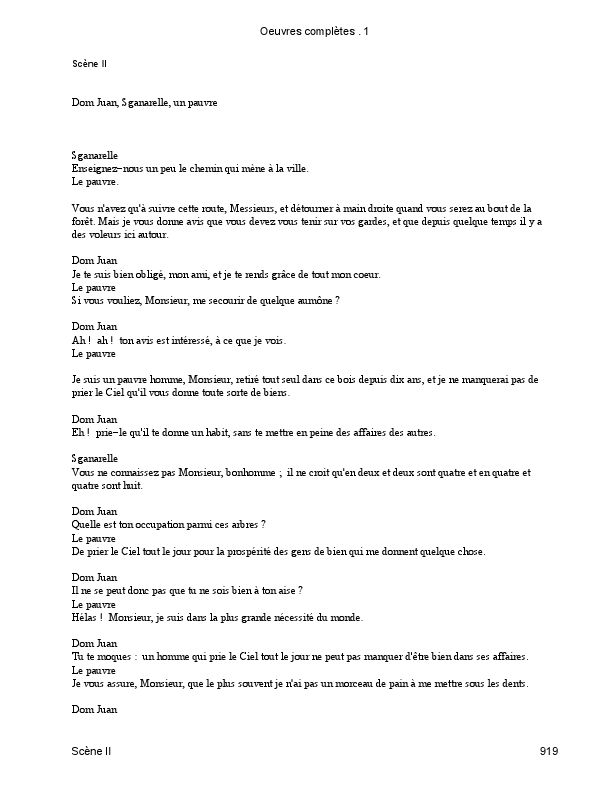 Oeuvres complètes . 1
Scène II
Dom Juan, Sganarelle, un pauvre
Sganarelle
Enseignez-nous un peu le chemin qui mène à la ville.
Le pauvre.
Vous n'avez qu'à suivre cette route, Messieurs, et détourner à main droite quand vous serez au bout de la
forêt. Mais je vous donne avis que vous devez vous tenir sur vos gardes, et que depuis quelque temps il y a
des voleurs ici autour.
Dom Juan
Je te suis bien obligé, mon ami, et je te rends grâce de tout mon coeur.
Le pauvre
Si vous vouliez, Monsieur, me secourir de quelque aumône ?
Dom Juan
Ah ! ah ! ton avis est intéressé, à ce que je vois.
Le pauvre
Je suis un pauvre homme, Monsieur, retiré tout seul dans ce bois depuis dix ans, et je ne manquerai pas de
prier le Ciel qu'il vous donne toute sorte de biens.
Dom Juan
Eh ! prie-le qu'il te donne un habit, sans te mettre en peine des affaires des autres.
Sganarelle
Vous ne connaissez pas Monsieur, bonhomme ; il ne croit qu'en deux et deux sont quatre et en quatre et
quatre sont huit.
Dom Juan
Quelle est ton occupation parmi ces arbres ?
Le pauvre
De prier le Ciel tout le jour pour la prospérité des gens de bien qui me donnent quelque chose.
Dom Juan
Il ne se peut donc pas que tu ne sois bien à ton aise ?
Le pauvre
Hélas ! Monsieur, je suis dans la plus grande nécessité du monde.
Dom Juan
Tu te moques : un homme qui prie le Ciel tout le jour ne peut pas manquer d'être bien dans ses affaires.
Le pauvre
Je vous assure, Monsieur, que le plus souvent je n'ai pas un morceau de pain à me mettre sous les dents.
Dom Juan
Scène II
919